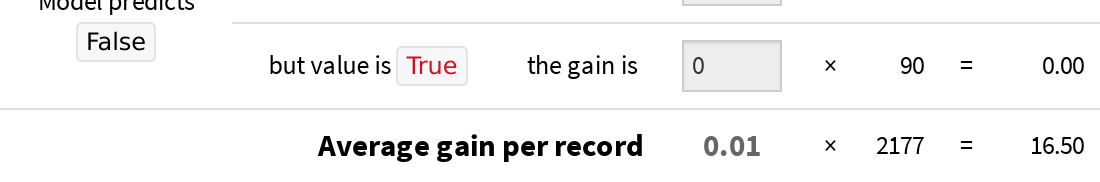 Model predicts
False
but value is True the gain is 0 × 90 = 0.00
Average gain per record 0.01 × 2177 = 16.50